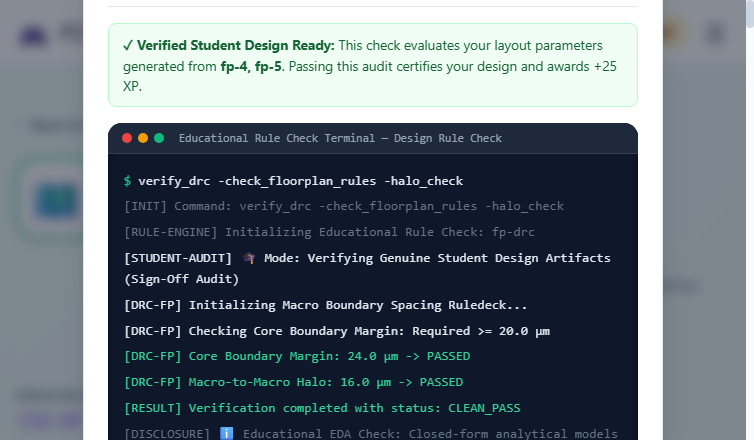 ✓ Verified Student Design Ready: This check evaluates your layout parameters
generated from fp-4, fp-5. Passing this audit certifies your design and awards +25
XP.
Educational Rule Check Terminal — Design Rule Check
$ verify_drc -check_floorplan_rules -halo_check
[INIT] Command: verify_drc -check_floorplan_rules -halo_check
[RULE-ENGINE] Initializing Educational Rule Check: fp-drc
[STUDENT-AUDIT] 🎓 Mode: Verifying Genuine Student Design Artifacts
(Sign-Off Audit)
[DRC-FP] Initializing Macro Boundary Spacing Ruledeck...
[DRC-FP] Checking Core Boundary Margin: Required >= 20.0 µm
[DRC-FP] Core Boundary Margin: 24.0 µm -> PASSED
[DRC-FP] Macro-to-Macro Halo: 16.0 µm -> PASSED
[RESULT] Verification completed with status: CLEAN_PASS
[DISCLOSURE] ℹ️ Educational EDA Check: Closed-form analytical models